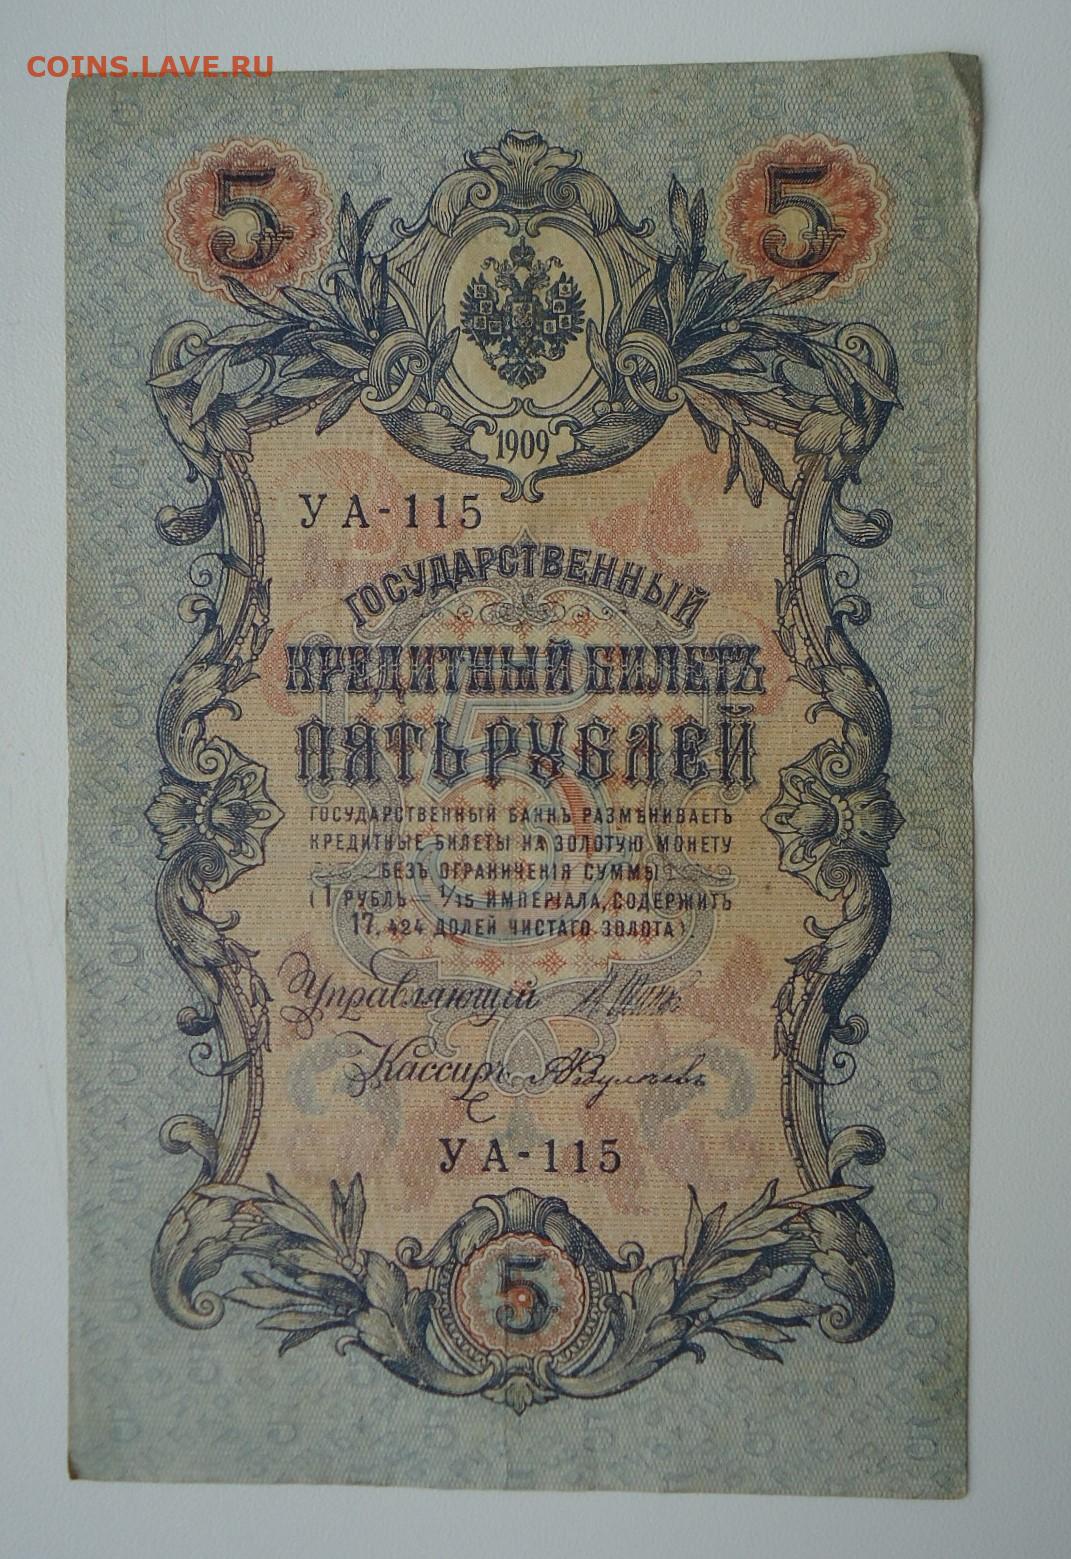 COINS.LAVE.RU
5 5
1909
УА-115
ГОСУДАРСТВЕННЫЙ
КРЕДИТНЫЙ БИЛЕТЪ
ПЯТЬ РУБЛЕЙ
ГОСУДАРСТВЕННЫЙ БАНКЪ РАЗМѢНИВАЕТЪ
КРЕДИТНЫЕ БИЛЕТЫ НА ЗОЛОТУЮ МОНЕТУ
БЕЗЪ ОГРАНИЧЕНІЯ СУММЫ
(1 РУБЛЬ — 1/15 ИМПЕРІАЛА, СОДЕРЖИТЪ
17,424 ДОЛЕЙ ЧИСТАГО ЗОЛОТА)
Управляющій
Кассиръ
УА-115
5